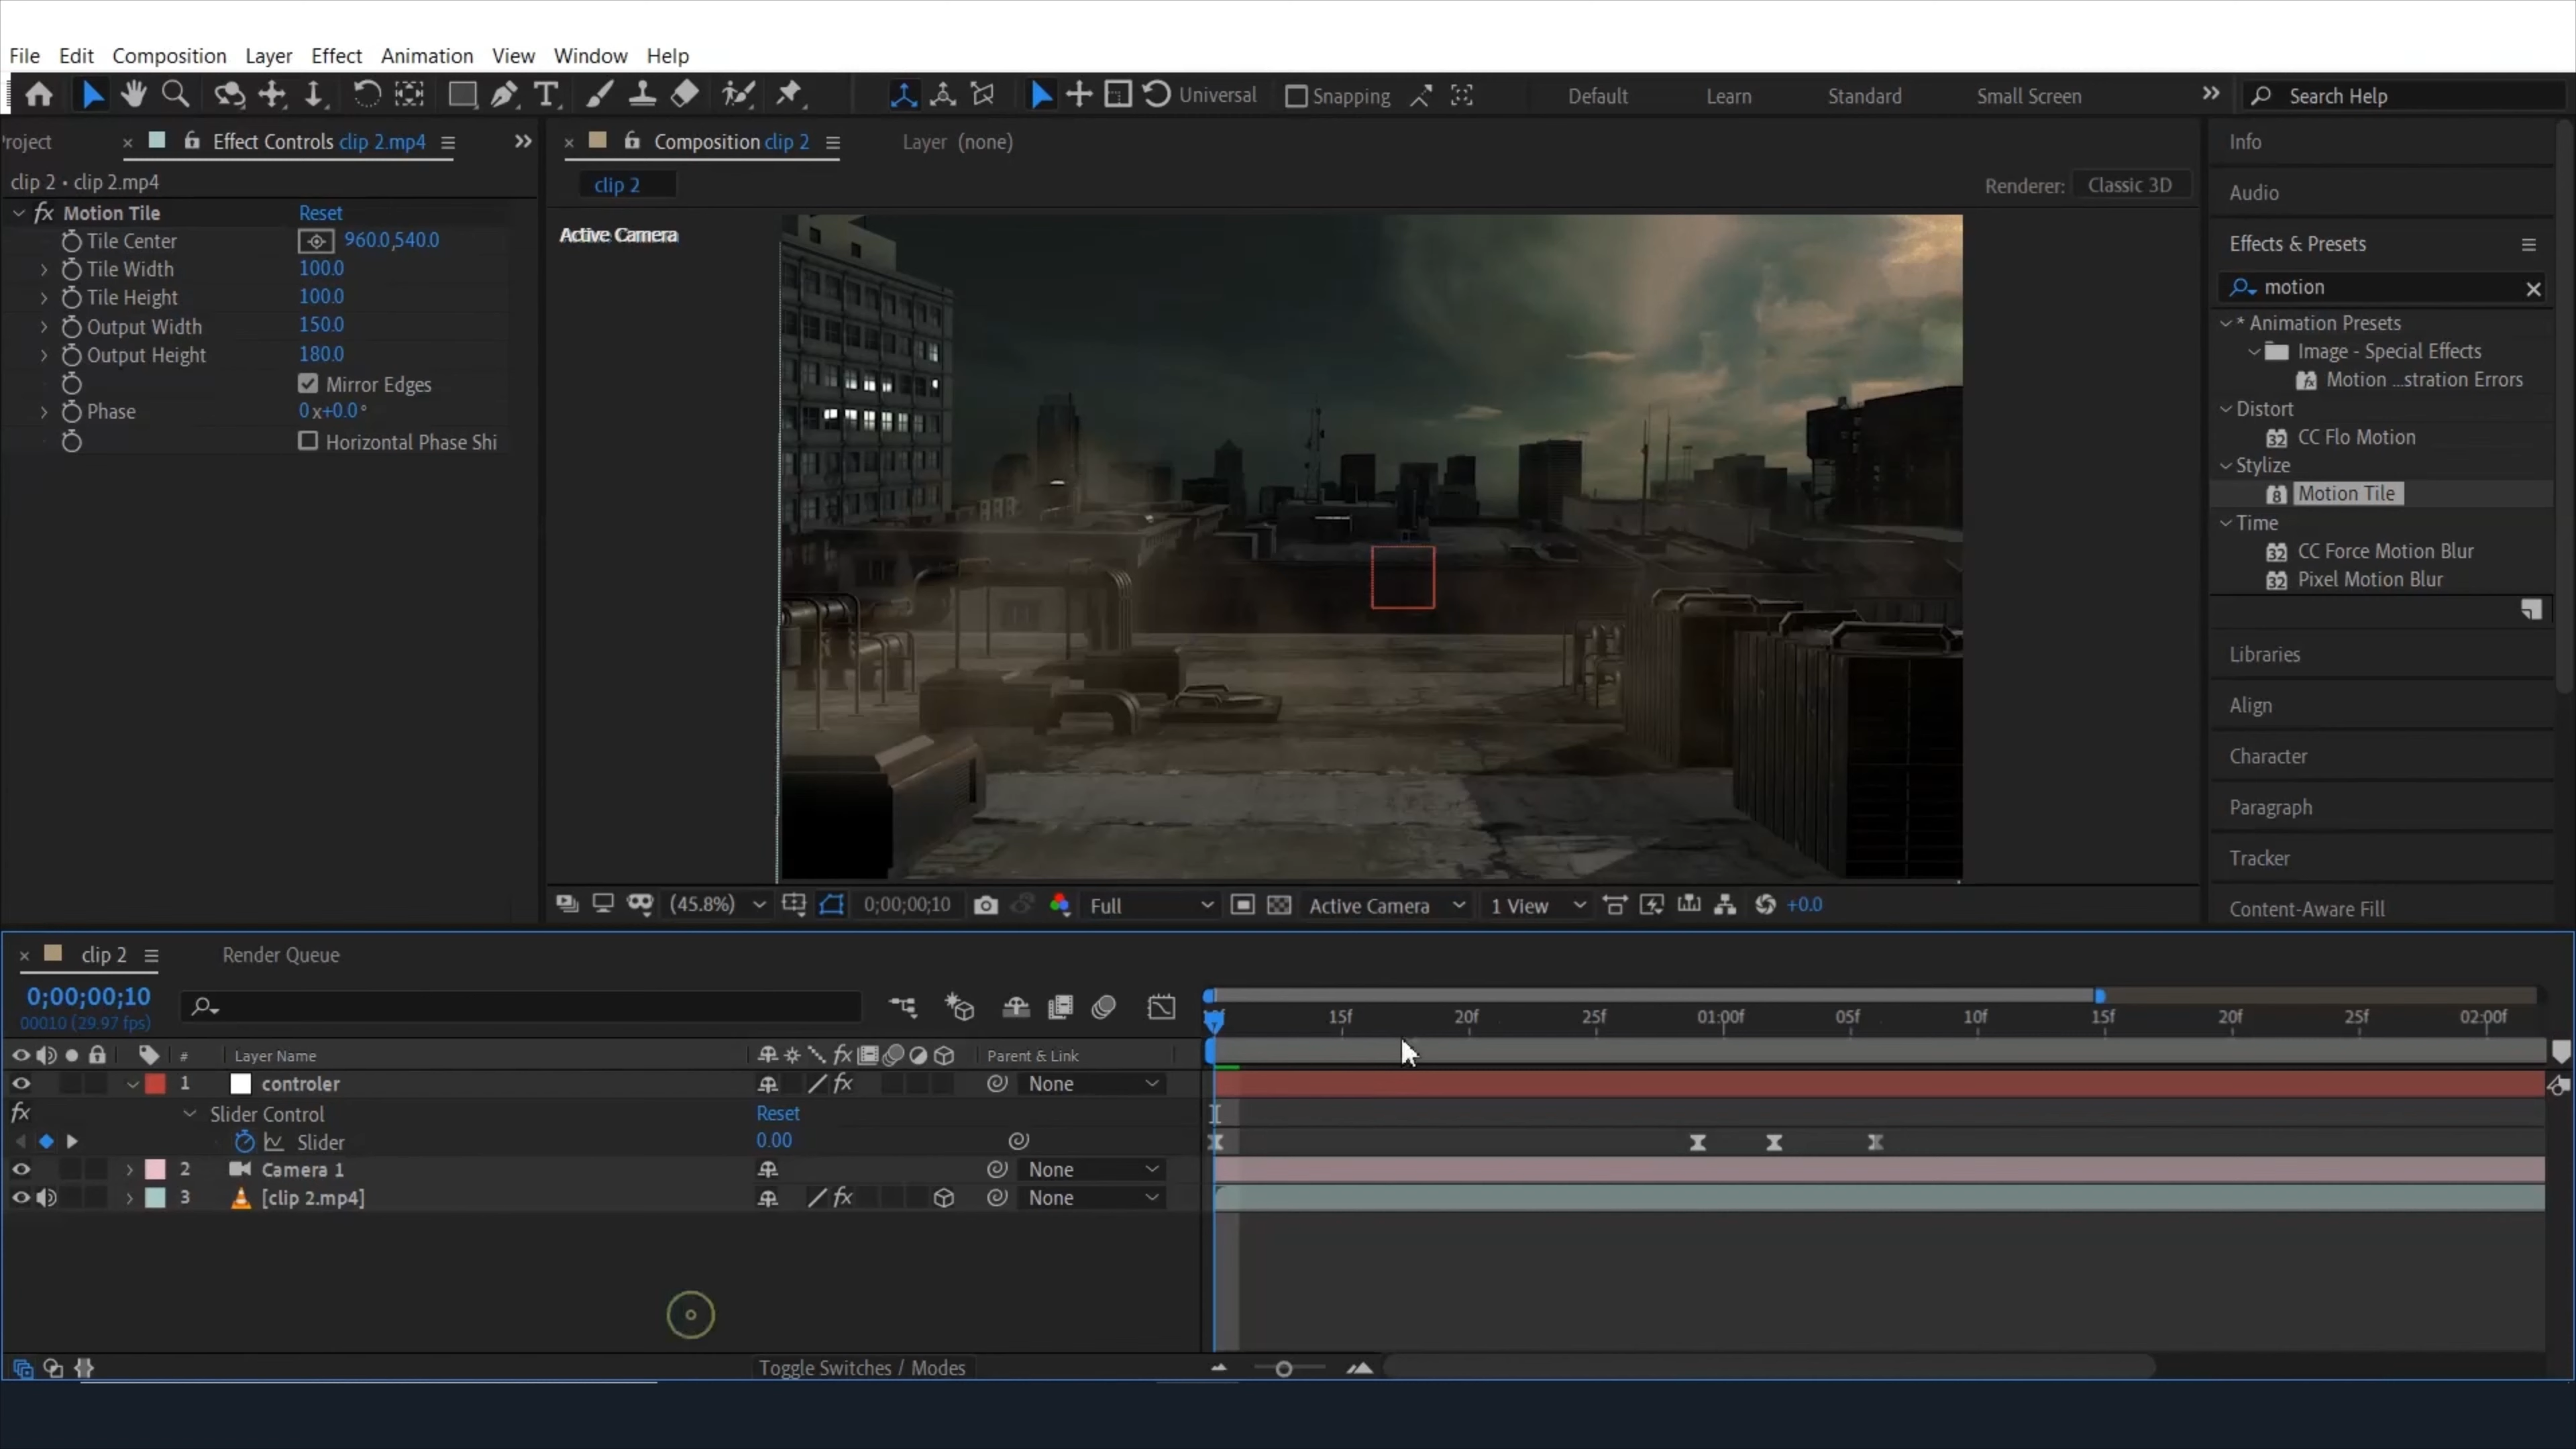 File Edit Composition Layer Effect Animation View Window Help
Universal Snapping Default Learn Standard Small Screen Search Help
roject Effect Controls clip 2.mp4 Composition clip 2 Layer (none) Info
clip 2 • clip 2.mp4 clip 2 Renderer: Classic 3D Audio
fx Motion Tile Reset Active Camera
Tile Center 960.0,540.0 Effects & Presets
Tile Width 100.0 motion
Tile Height 100.0 * Animation Presets
Output Width 150.0 Image - Special Effects
Output Height 180.0 Motion ...stration Errors
Mirror Edges Distort
Phase 0x+0.0° 32 CC Flo Motion
Horizontal Phase Shi Stylize
8 Motion Tile
Time
32 CC Force Motion Blur
32 Pixel Motion Blur
Libraries
Align
Character
Paragraph
Tracker
(45.8%) 0;00;00;10 Full Active Camera 1 View +0.0 Content-Aware Fill
clip 2 Render Queue
0;00;00;10
00010 (29.97 fps) 15f 20f 25f 01:00f 05f 10f 15f 20f 25f 02:00f
# Layer Name fx Parent & Link
1 controler fx None
fx Slider Control Reset
Slider 0.00
2 Camera 1 None
3 [clip 2.mp4] fx None
Toggle Switches / Modes